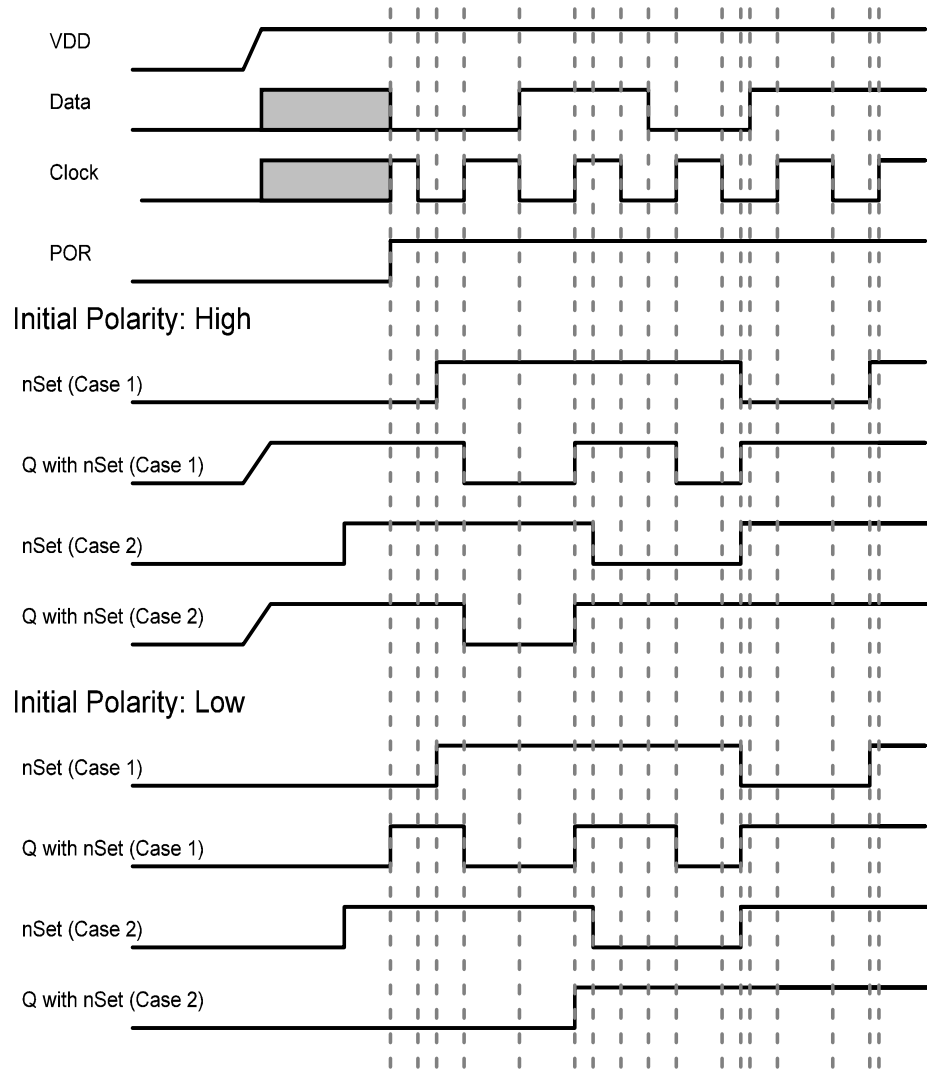 VDD
Data
Clock
POR
Initial Polarity: High
nSet (Case 1)
Q with nSet (Case 1)
nSet (Case 2)
Q with nSet (Case 2)
Initial Polarity: Low
nSet (Case 1)
Q with nSet (Case 1)
nSet (Case 2)
Q with nSet (Case 2)